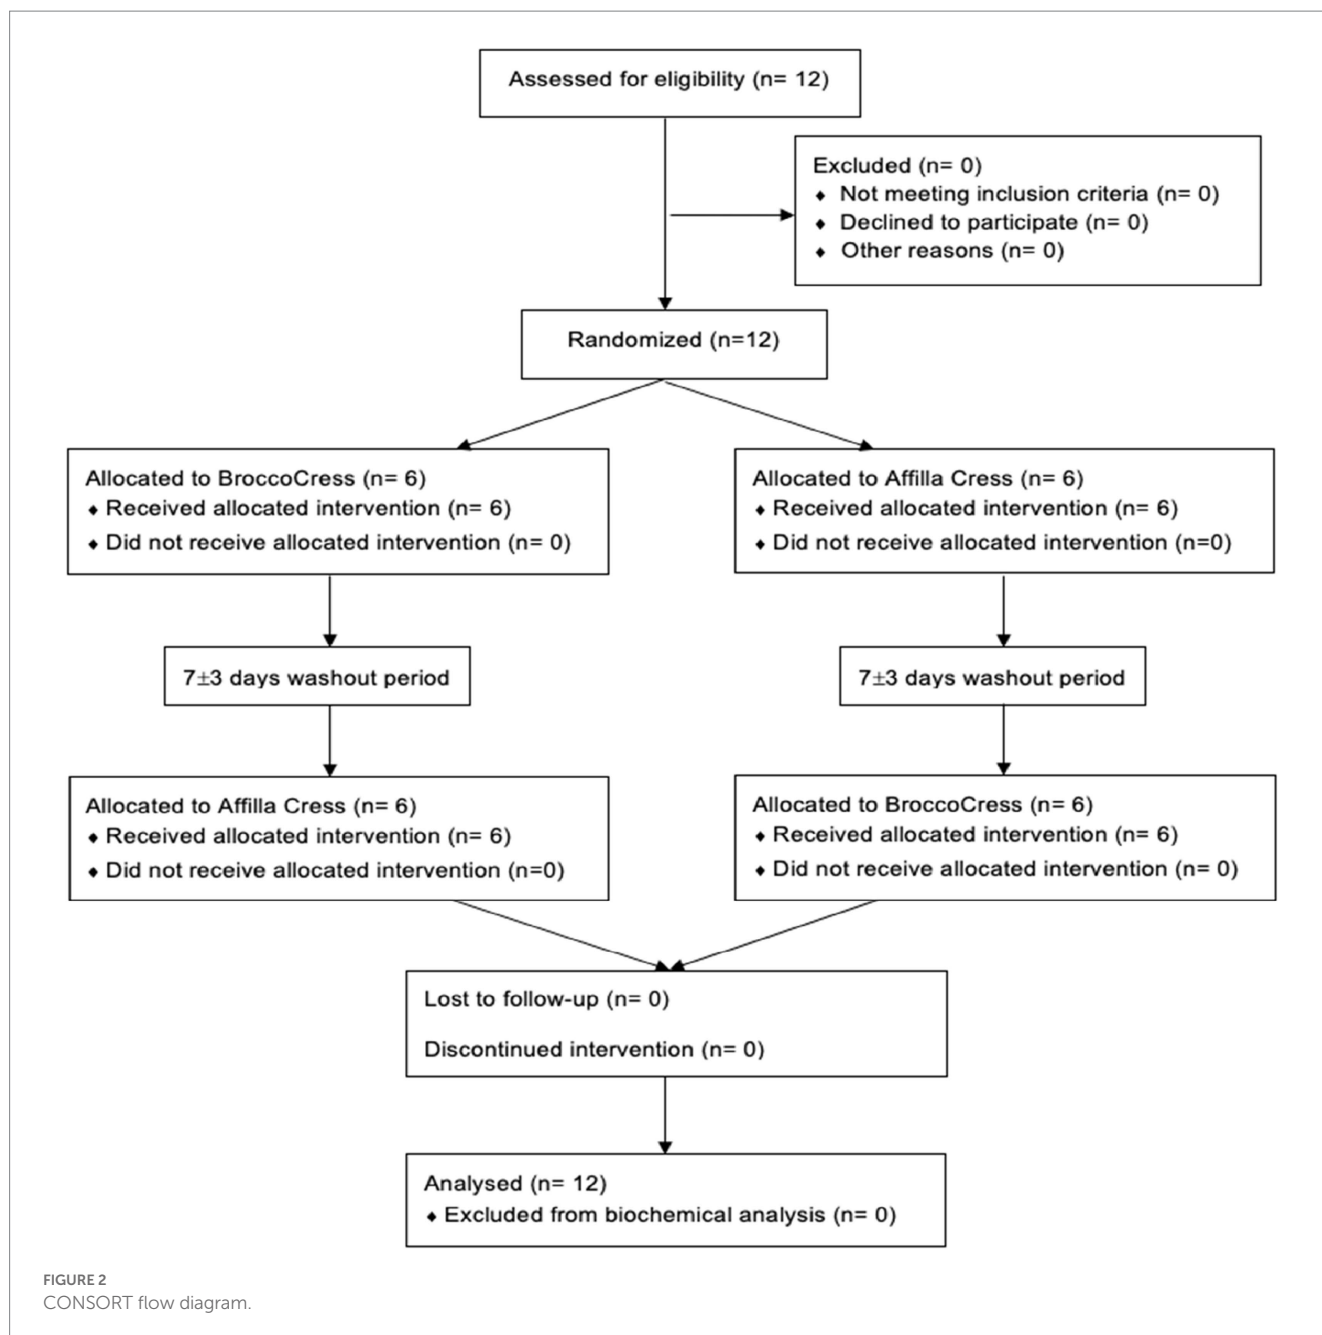 Assessed for eligibility (n= 12)
Excluded (n= 0)
♦ Not meeting inclusion criteria (n= 0)
♦ Declined to participate (n= 0)
♦ Other reasons (n= 0)
Randomized (n=12)
Allocated to BroccoCress (n= 6)
♦ Received allocated intervention (n= 6)
♦ Did not receive allocated intervention (n= 0)
Allocated to Affilla Cress (n= 6)
♦ Received allocated intervention (n= 6)
♦ Did not receive allocated intervention (n=0)
7±3 days washout period
7±3 days washout period
Allocated to Affilla Cress (n= 6)
♦ Received allocated intervention (n= 6)
♦ Did not receive allocated intervention (n=0)
Allocated to BroccoCress (n= 6)
♦ Received allocated intervention (n= 6)
♦ Did not receive allocated intervention (n= 0)
Lost to follow-up (n= 0)
Discontinued intervention (n= 0)
Analysed (n= 12)
♦ Excluded from biochemical analysis (n= 0)
FIGURE 2
CONSORT flow diagram.